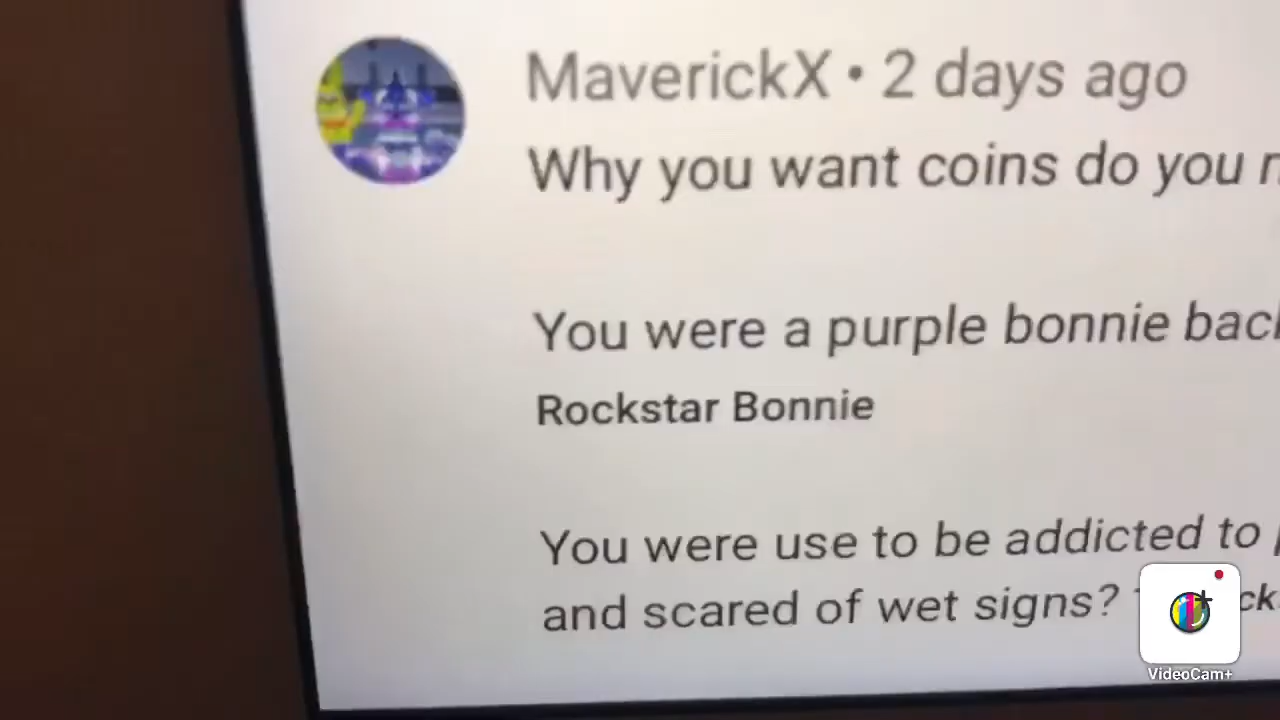 MaverickX • 2 days ago
Why you want coins do you
You were a purple bonnie
Rockstar Bonnie
You were use to be addicted to
and scared of wet signs?
VideoCam+